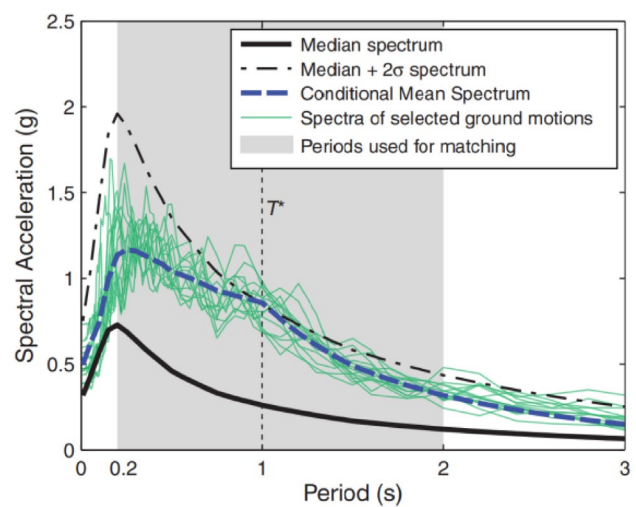 2.5
2
1.5
1
0.5
0
Spectral Acceleration (g)
Median spectrum
Median + 2σ spectrum
Conditional Mean Spectrum
Spectra of selected ground motions
Periods used for matching
T*
0 0.2 1 2 3
Period (s)